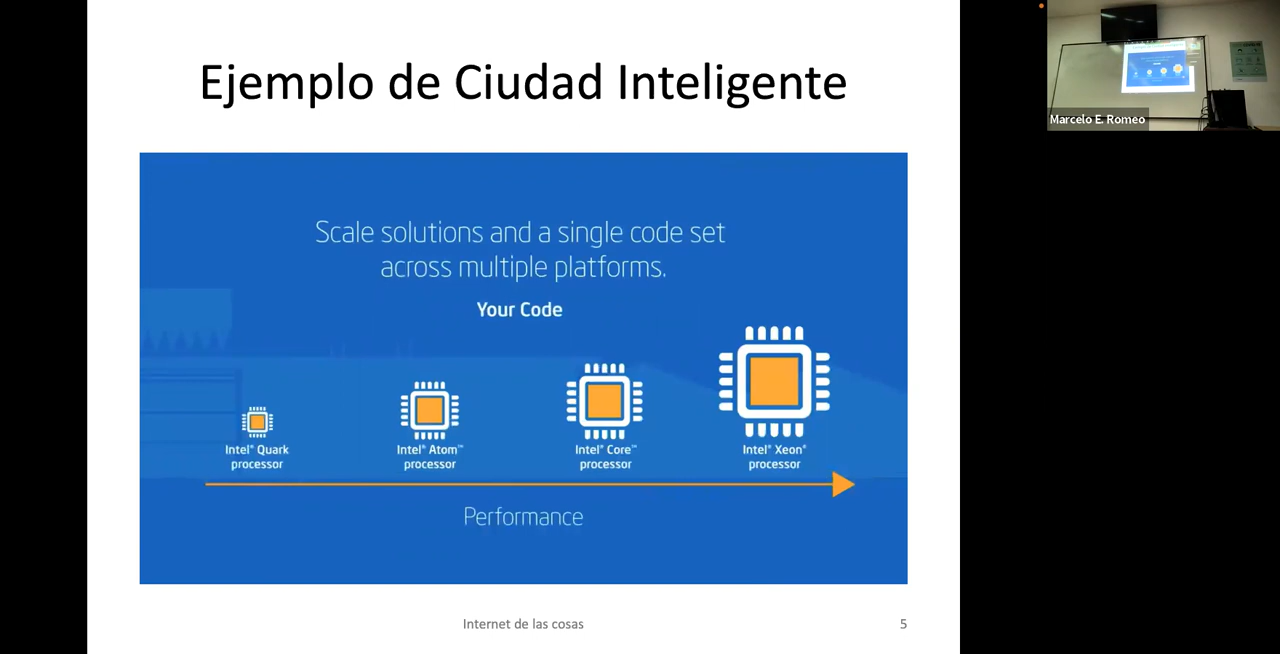 Ejemplo de Ciudad Inteligente
Scale solutions and a single code set
across multiple platforms.
Your Code
Intel® Quark
processor
Intel® Atom™
processor
Intel® Core™
processor
Intel® Xeon®
processor
Performance
Internet de las cosas
5
Marcelo E. Romeo